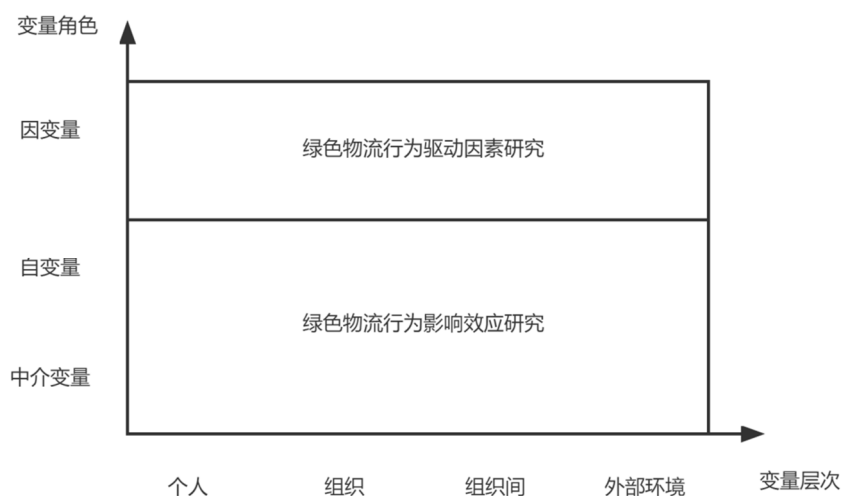 变量角色
因变量
绿色物流行为驱动因素研究
自变量
绿色物流行为影响效应研究
中介变量
个人
组织
组织间
外部环境
变量层次